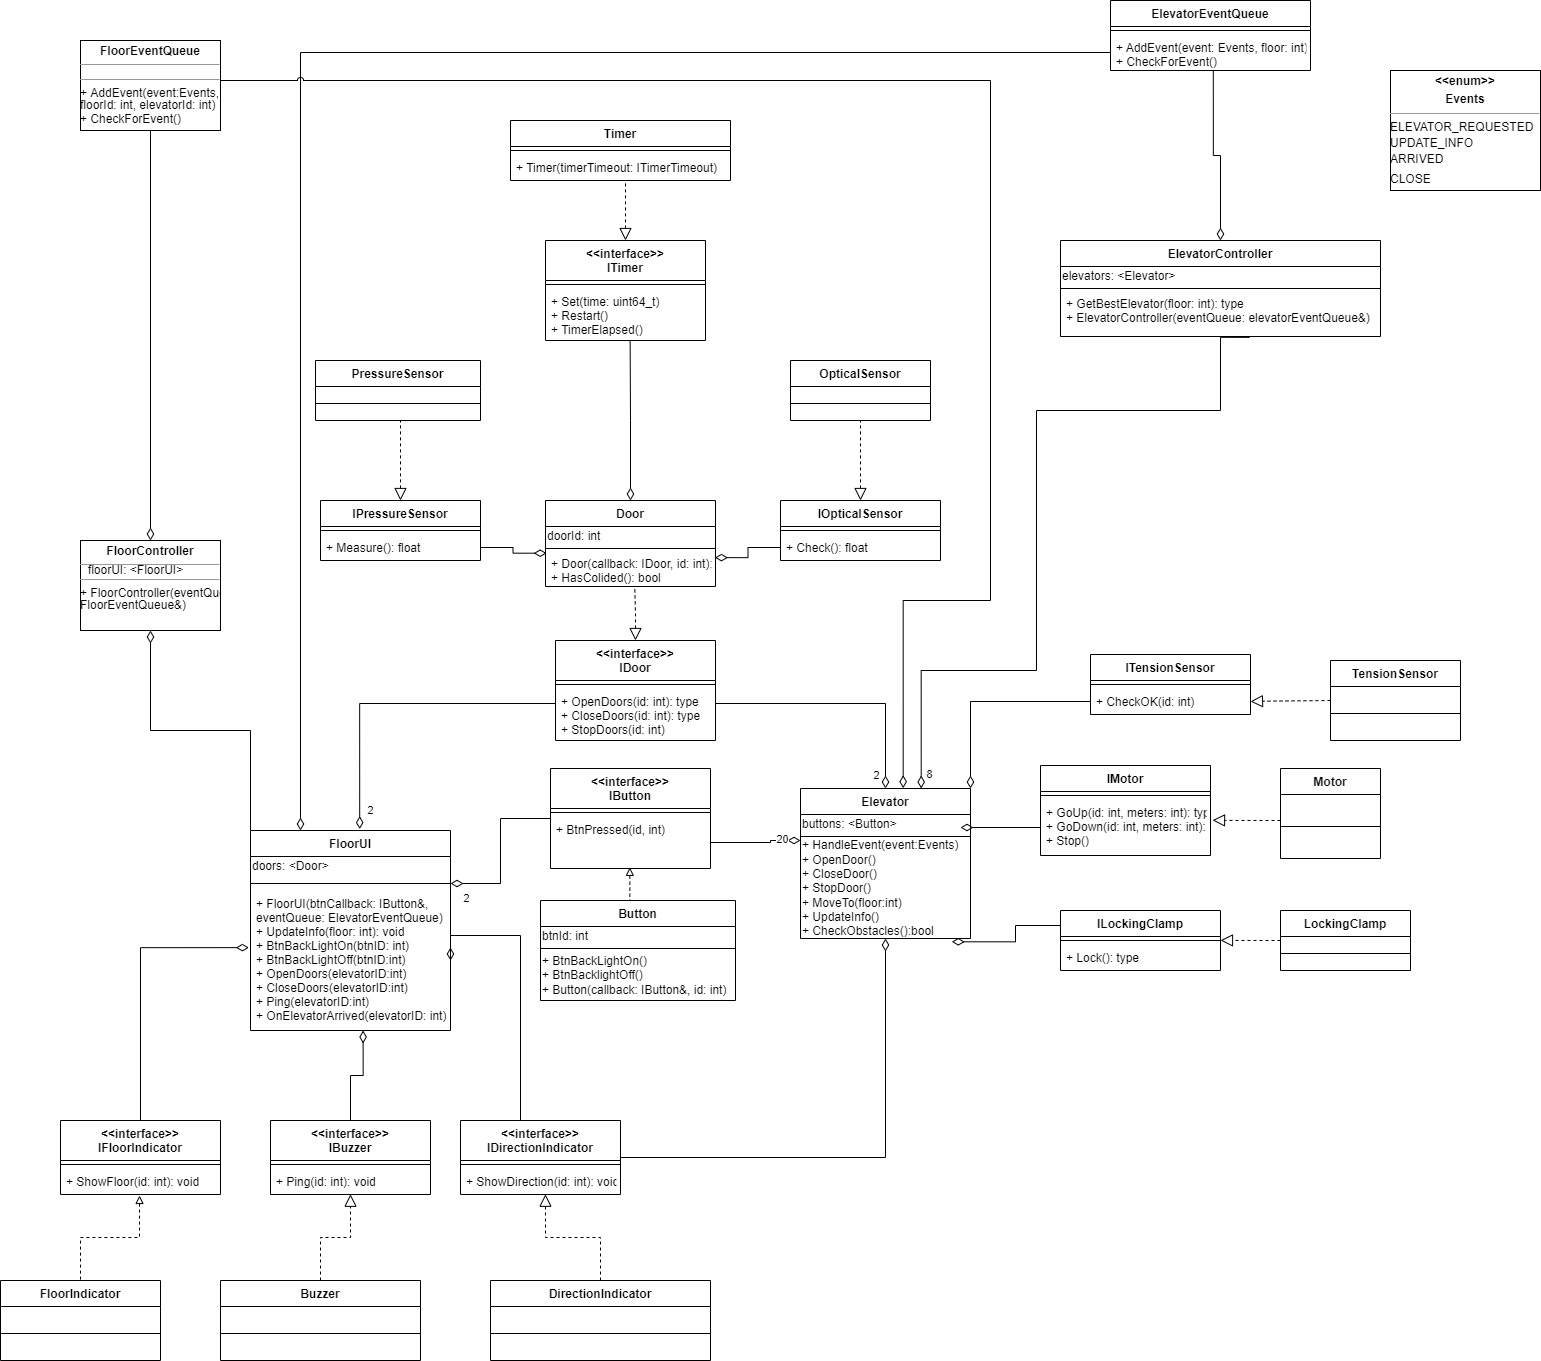 ElevatorEventQueue
+ AddEvent(event: Events, floor: int)
+ CheckForEvent()
FloorEventQueue
+ AddEvent(event:Events,
floorId: int, elevatorId: int)
+ CheckForEvent()
<<enum>>
Events
ELEVATOR_REQUESTED
UPDATE_INFO
ARRIVED
CLOSE
Timer
+ Timer(timerTimeout: ITimerTimeout)
<<interface>>
ITimer
+ Set(time: uint64_t)
+ Restart()
+ TimerElapsed()
ElevatorController
elevators: <Elevator>
+ GetBestElevator(floor: int): type
+ ElevatorController(eventQueue: elevatorEventQueue&)
PressureSensor
OpticalSensor
IPressureSensor
+ Measure(): float
Door
doorId: int
+ Door(callback: IDoor, id: int):
+ HasColided(): bool
IOpticalSensor
+ Check(): float
FloorController
floorUI: <FloorUI>
+ FloorController(eventQu
FloorEventQueue&)
<<interface>>
IDoor
+ OpenDoors(id: int): type
+ CloseDoors(id: int): type
+ StopDoors(id: int)
ITensionSensor
+ CheckOK(id: int)
TensionSensor
2
8
2
<<interface>>
IButton
+ BtnPressed(id, int)
IMotor
+ GoUp(id: int, meters: int): typ
+ GoDown(id: int, meters: int):
+ Stop()
Motor
Elevator
buttons: <Button>
+ HandleEvent(event:Events)
+ OpenDoor()
+ CloseDoor()
+ StopDoor()
+ MoveTo(floor:int)
+ UpdateInfo()
+ CheckObstacles():bool
20
FloorUI
doors: <Door>
+ FloorUI(btnCallback: IButton&,
eventQueue: ElevatorEventQueue)
+ UpdateInfo(floor: int): void
+ BtnBackLightOn(btnID: int)
+ BtnBackLightOff(btnID:int)
+ OpenDoors(elevatorID:int)
+ CloseDoors(elevatorID:int)
+ Ping(elevatorID:int)
+ OnElevatorArrived(elevatorID: int)
2
Button
btnId: int
+ BtnBackLightOn()
+ BtnBacklightOff()
+ Button(callback: IButton&, id: int)
ILockingClamp
+ Lock(): type
LockingClamp
<<interface>>
IFloorIndicator
+ ShowFloor(id: int): void
<<interface>>
IBuzzer
+ Ping(id: int): void
<<interface>>
IDirectionIndicator
+ ShowDirection(id: int): voic
FloorIndicator
Buzzer
DirectionIndicator